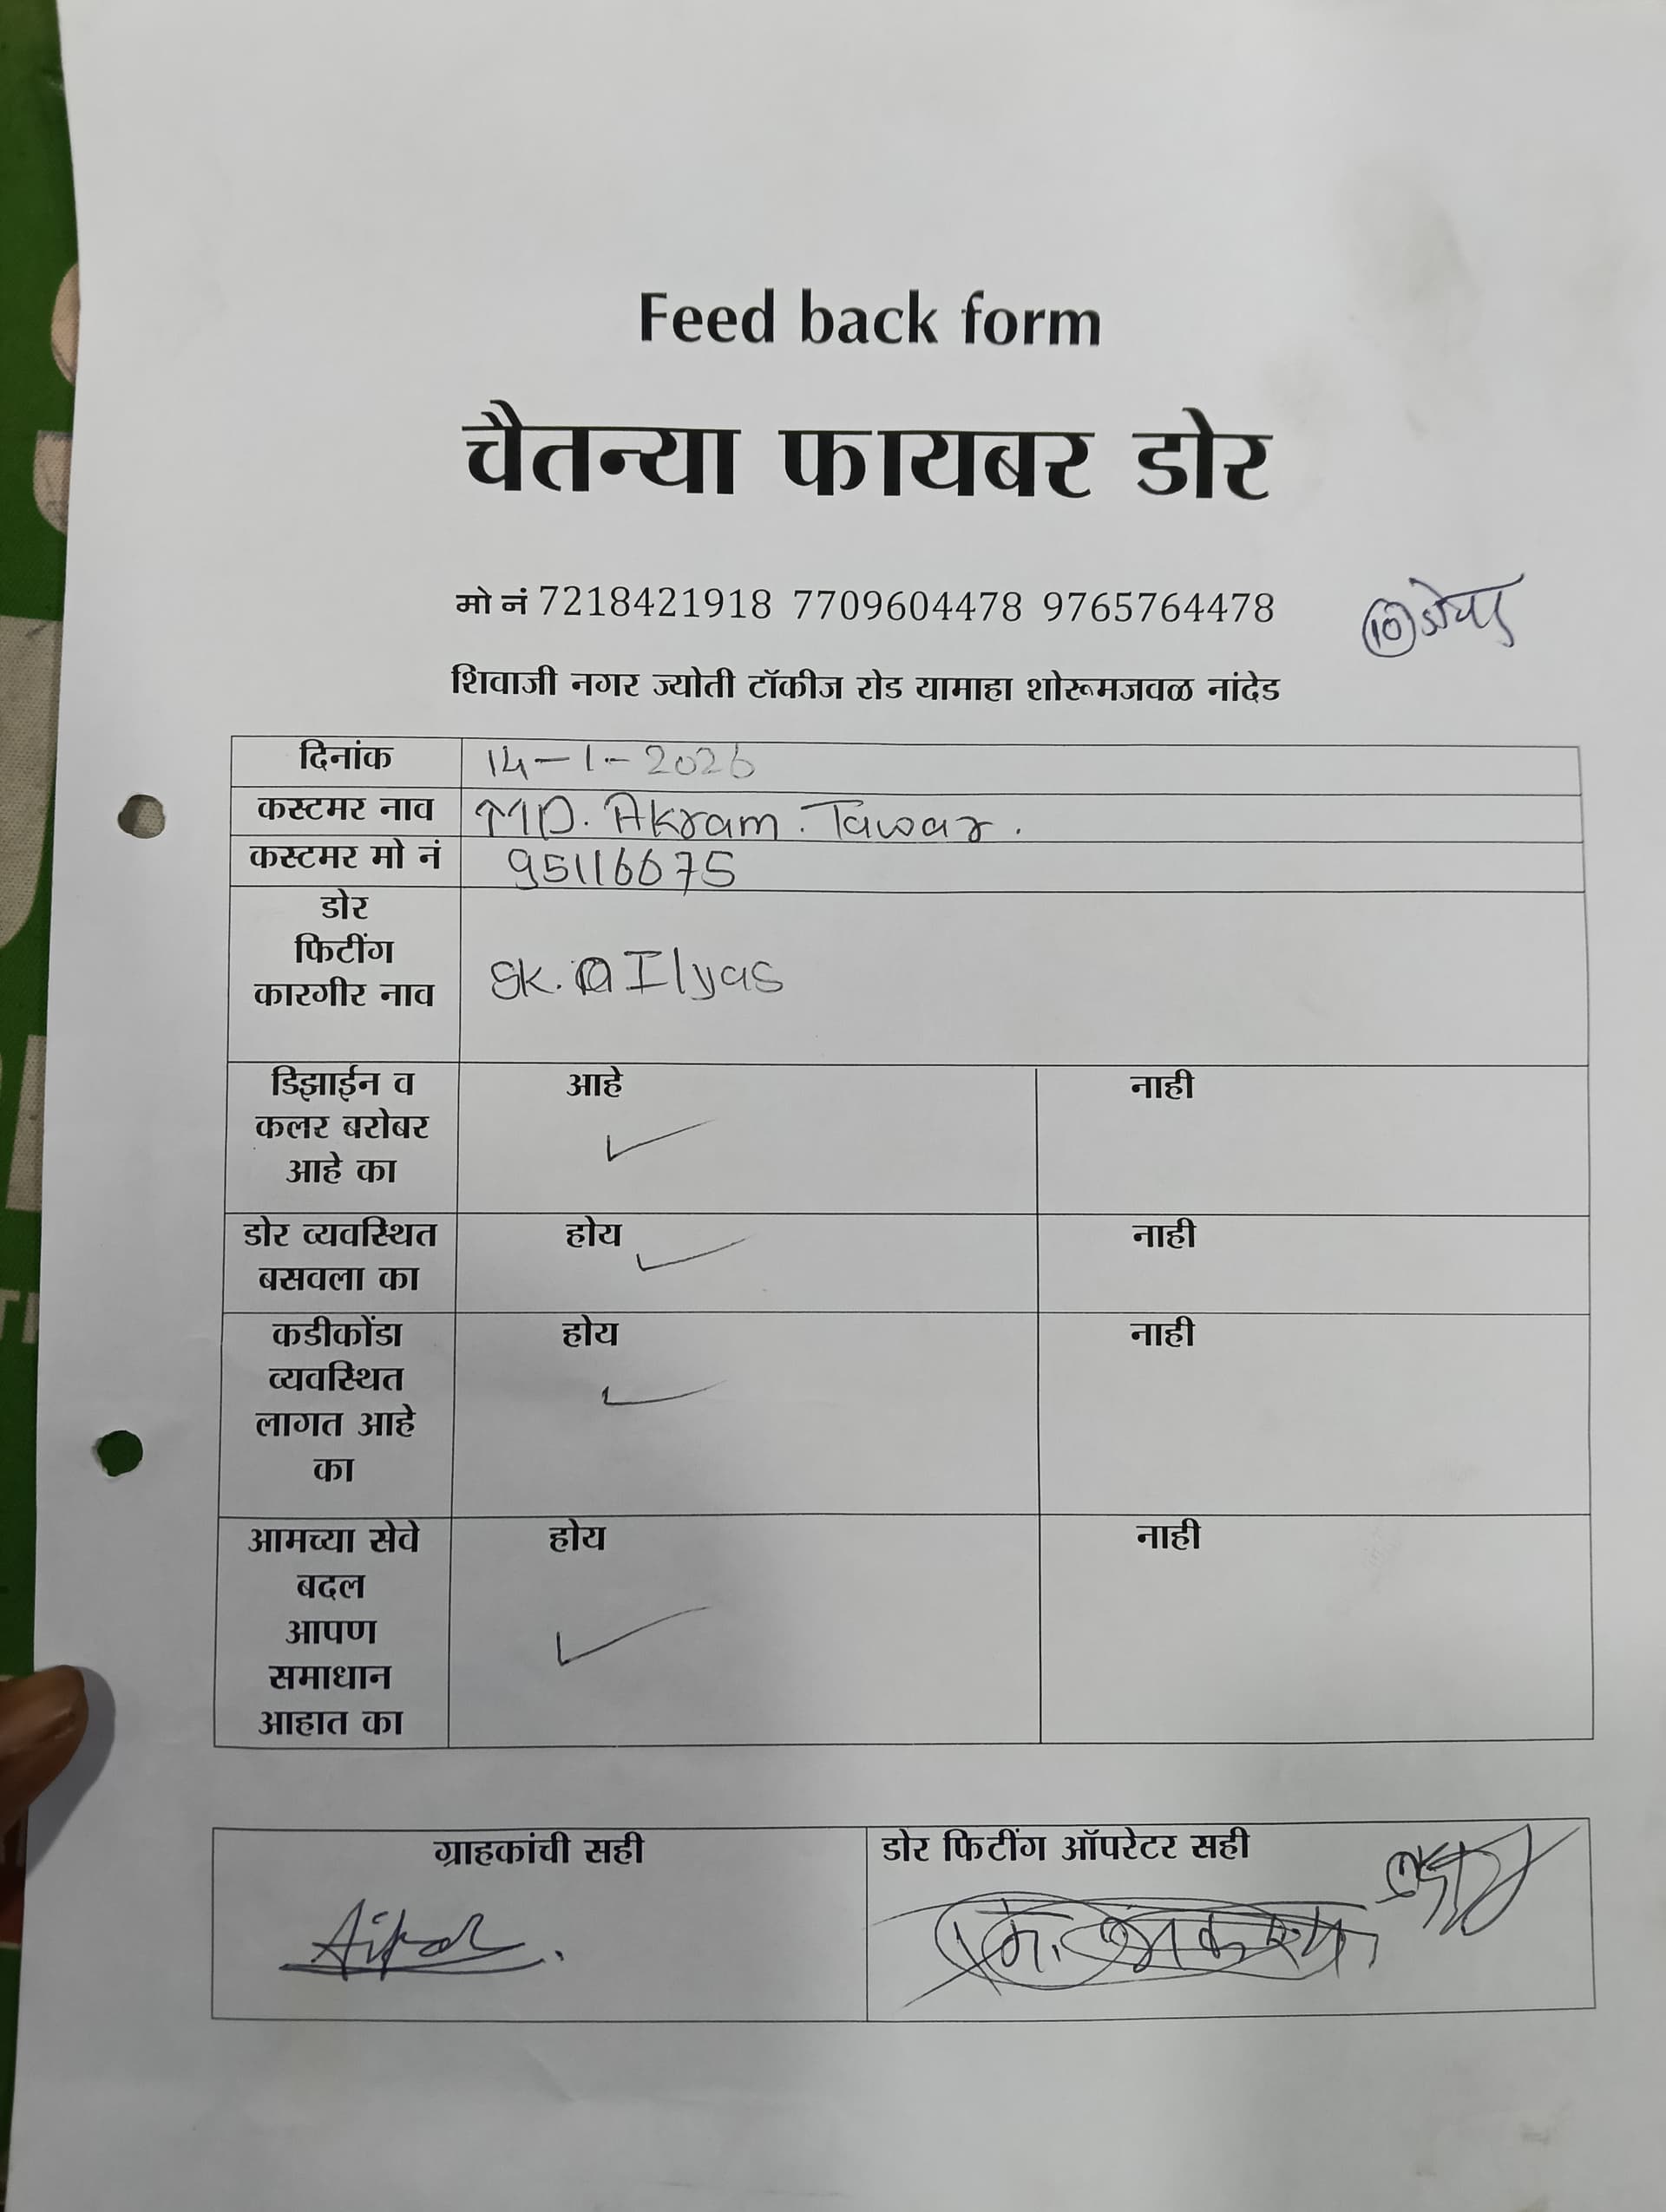 Feed back form
चैतन्या फायबर डोर
मो नं 7218421918 7709604478 9765764478
10
शिवाजी नगर ज्योती टॉकीज रोड यामाहा शोरूमजवळ नांदेड
दिनांक 14-1-2026
कस्टमर नाव MD. Akram. Tawar.
कस्टमर मो नं 95116675
डोर
फिटींग
कारगीर नाव
Sk. Ilyas
डिझाईन व
कलर बरोबर
आहे का
आहे ✓ नाही
डोर व्यवस्थित
बसवला का
होय ✓ नाही
कडीकोंडा
व्यवस्थित
लागत आहे
का
होय ✓ नाही
आमच्या सेवे
बदल
आपण
समाधान
आहात का
होय ✓ नाही
ग्राहकांची सही
डोर फिटींग ऑपरेटर सही